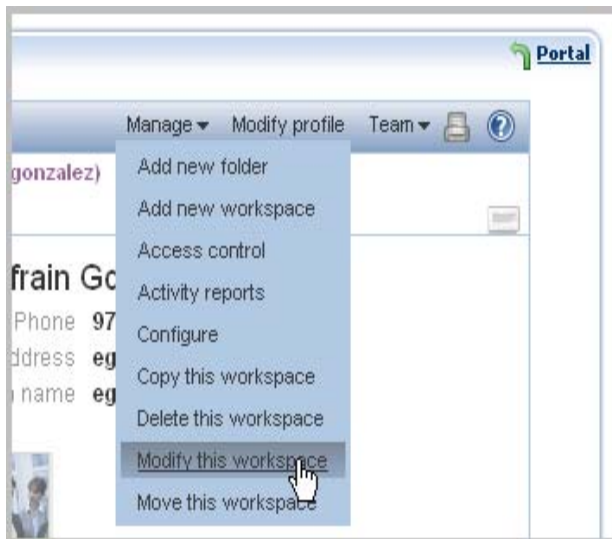 Portal
Manage Modify profile Team
gonzalez) Add new folder
Add new workspace
Access control
frain Go Activity reports
Phone 97 Configure
ddress eg Copy this workspace
name eg Delete this workspace
Modify this workspace
Move this workspace